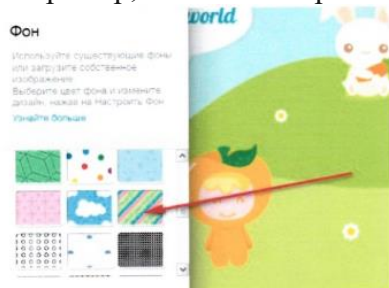 world
Фон
Используйте существующие фоны
или загрузите собственное
изображение.
Выберите цвет фона и измените
дизайн, нажав на Настроить Фон
Узнайте больше